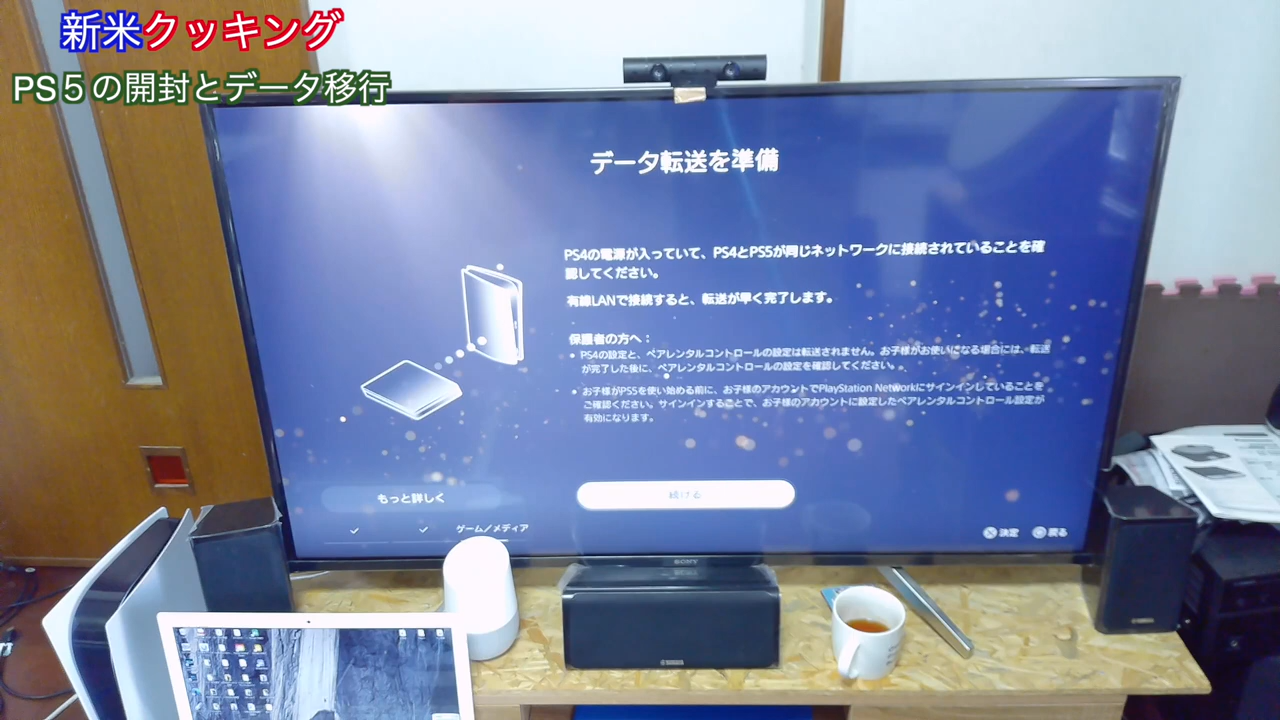 新米クッキング
PS5の開封とデータ移行
データ転送を準備
PS4の電源が入っていて、PS4とPS5が同じネットワークに接続されていることを確
認してください。
有線LANで接続すると、転送が早く完了します。
保護者の方へ：
• PS4の設定と、ペアレンタルコントロールの設定は転送されません。お子様がお使いになる場合には、転送
が完了した後に、ペアレンタルコントロールの設定を確認してください。
• お子様がPS5を使い始める前に、お子様のアカウントでPlayStation Networkにサインインしていることを
ご確認ください。サインインすることで、お子様のアカウントに設定したペアレンタルコントロール設定が
有効になります。
もっと詳しく
続ける
ゲーム／メディア
決定 戻る
SONY